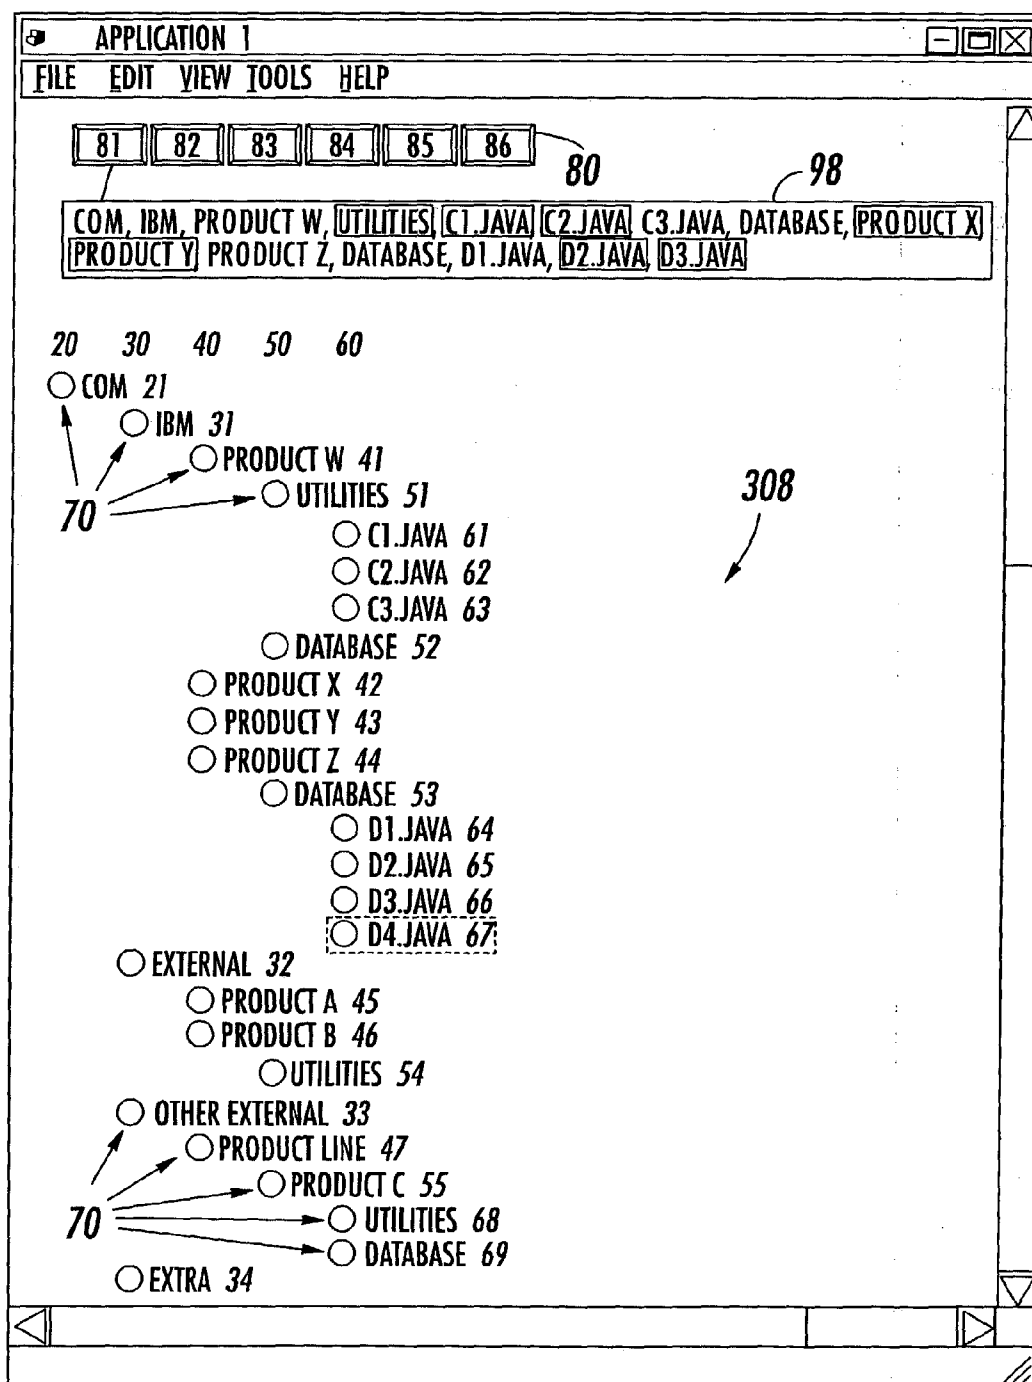 APPLICATION 1
FILE EDIT VIEW TOOLS HELP
81 82 83 84 85 86
80
98
COM, IBM, PRODUCT W, UTILITIES, C1.JAVA, C2.JAVA, C3.JAVA, DATABASE, PRODUCT X,
PRODUCT Y, PRODUCT Z, DATABASE, D1.JAVA, D2.JAVA, D3.JAVA
20 30 40 50 60
COM 21
IBM 31
PRODUCT W 41
UTILITIES 51
70
308
C1.JAVA 61
C2.JAVA 62
C3.JAVA 63
DATABASE 52
PRODUCT X 42
PRODUCT Y 43
PRODUCT Z 44
DATABASE 53
D1.JAVA 64
D2.JAVA 65
D3.JAVA 66
D4.JAVA 67
EXTERNAL 32
PRODUCT A 45
PRODUCT B 46
UTILITIES 54
OTHER EXTERNAL 33
PRODUCT LINE 47
PRODUCT C 55
70
UTILITIES 68
DATABASE 69
EXTRA 34